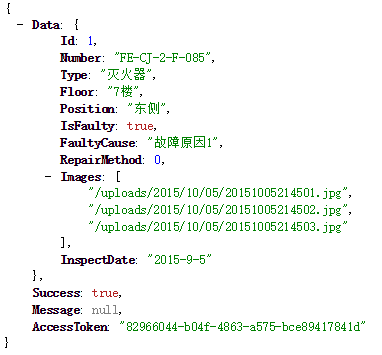 {
- Data: {
Id: 1,
Number: "FE-CJ-2-F-085",
Type: "灭火器",
Floor: "7楼",
Position: "东侧",
IsFaulty: true,
FaultyCause: "故障原因1",
RepairMethod: 0,
- Images: [
"/uploads/2015/10/05/20151005214501.jpg",
"/uploads/2015/10/05/20151005214502.jpg",
"/uploads/2015/10/05/20151005214503.jpg"
],
InspectDate: "2015-9-5"
},
Success: true,
Message: null,
AccessToken: "82966044-b04f-4863-a575-bce89417841d"
}